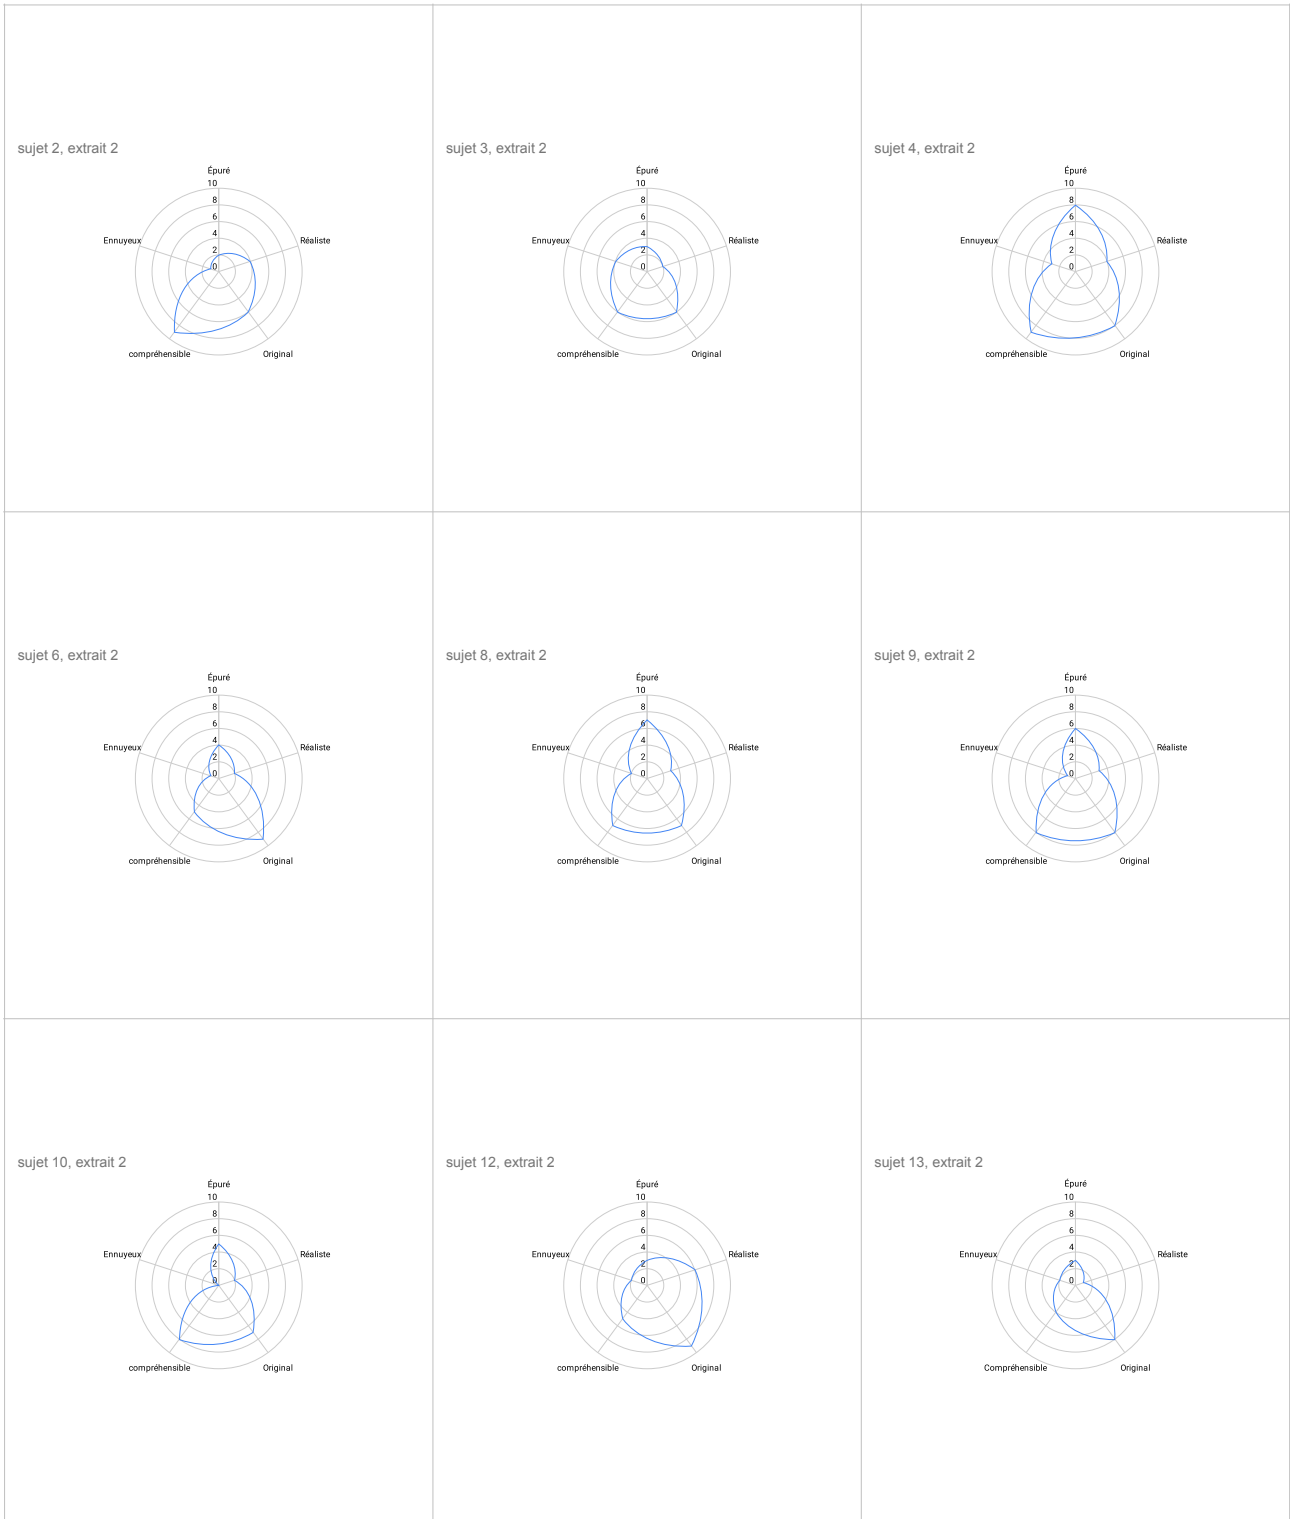 sujet 2, extrait 2
Épuré
10
8
6
4
2
0
Ennuyeux
Réaliste
compréhensible
Original
sujet 3, extrait 2
Épuré
10
8
6
4
2
0
Ennuyeux
Réaliste
compréhensible
Original
sujet 4, extrait 2
Épuré
10
8
6
4
2
0
Ennuyeux
Réaliste
compréhensible
Original
sujet 6, extrait 2
Épuré
10
8
6
4
2
0
Ennuyeux
Réaliste
compréhensible
Original
sujet 8, extrait 2
Épuré
10
8
6
4
2
0
Ennuyeux
Réaliste
compréhensible
Original
sujet 9, extrait 2
Épuré
10
8
6
4
2
0
Ennuyeux
Réaliste
compréhensible
Original
sujet 10, extrait 2
Épuré
10
8
6
4
2
0
Ennuyeux
Réaliste
compréhensible
Original
sujet 12, extrait 2
Épuré
10
8
6
4
2
0
Ennuyeux
Réaliste
compréhensible
Original
sujet 13, extrait 2
Épuré
10
8
6
4
2
0
Ennuyeux
Réaliste
Compréhensible
Original